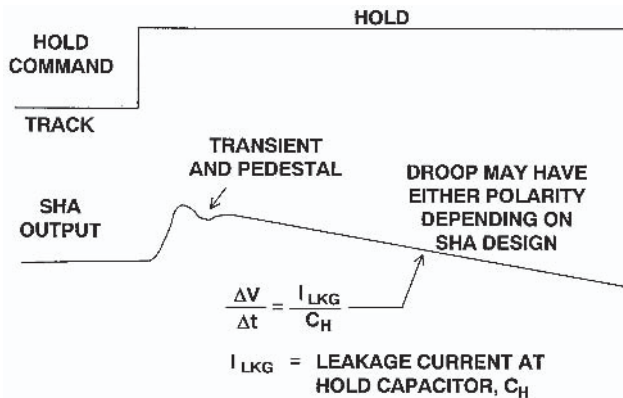 HOLD
HOLD
COMMAND
TRACK
TRANSIENT
AND PEDESTAL
DROOP MAY HAVE
EITHER POLARITY
DEPENDING ON
SHA DESIGN
SHA
OUTPUT
ΔV/Δt = I LKG/C H
I LKG = LEAKAGE CURRENT AT
HOLD CAPACITOR, C H